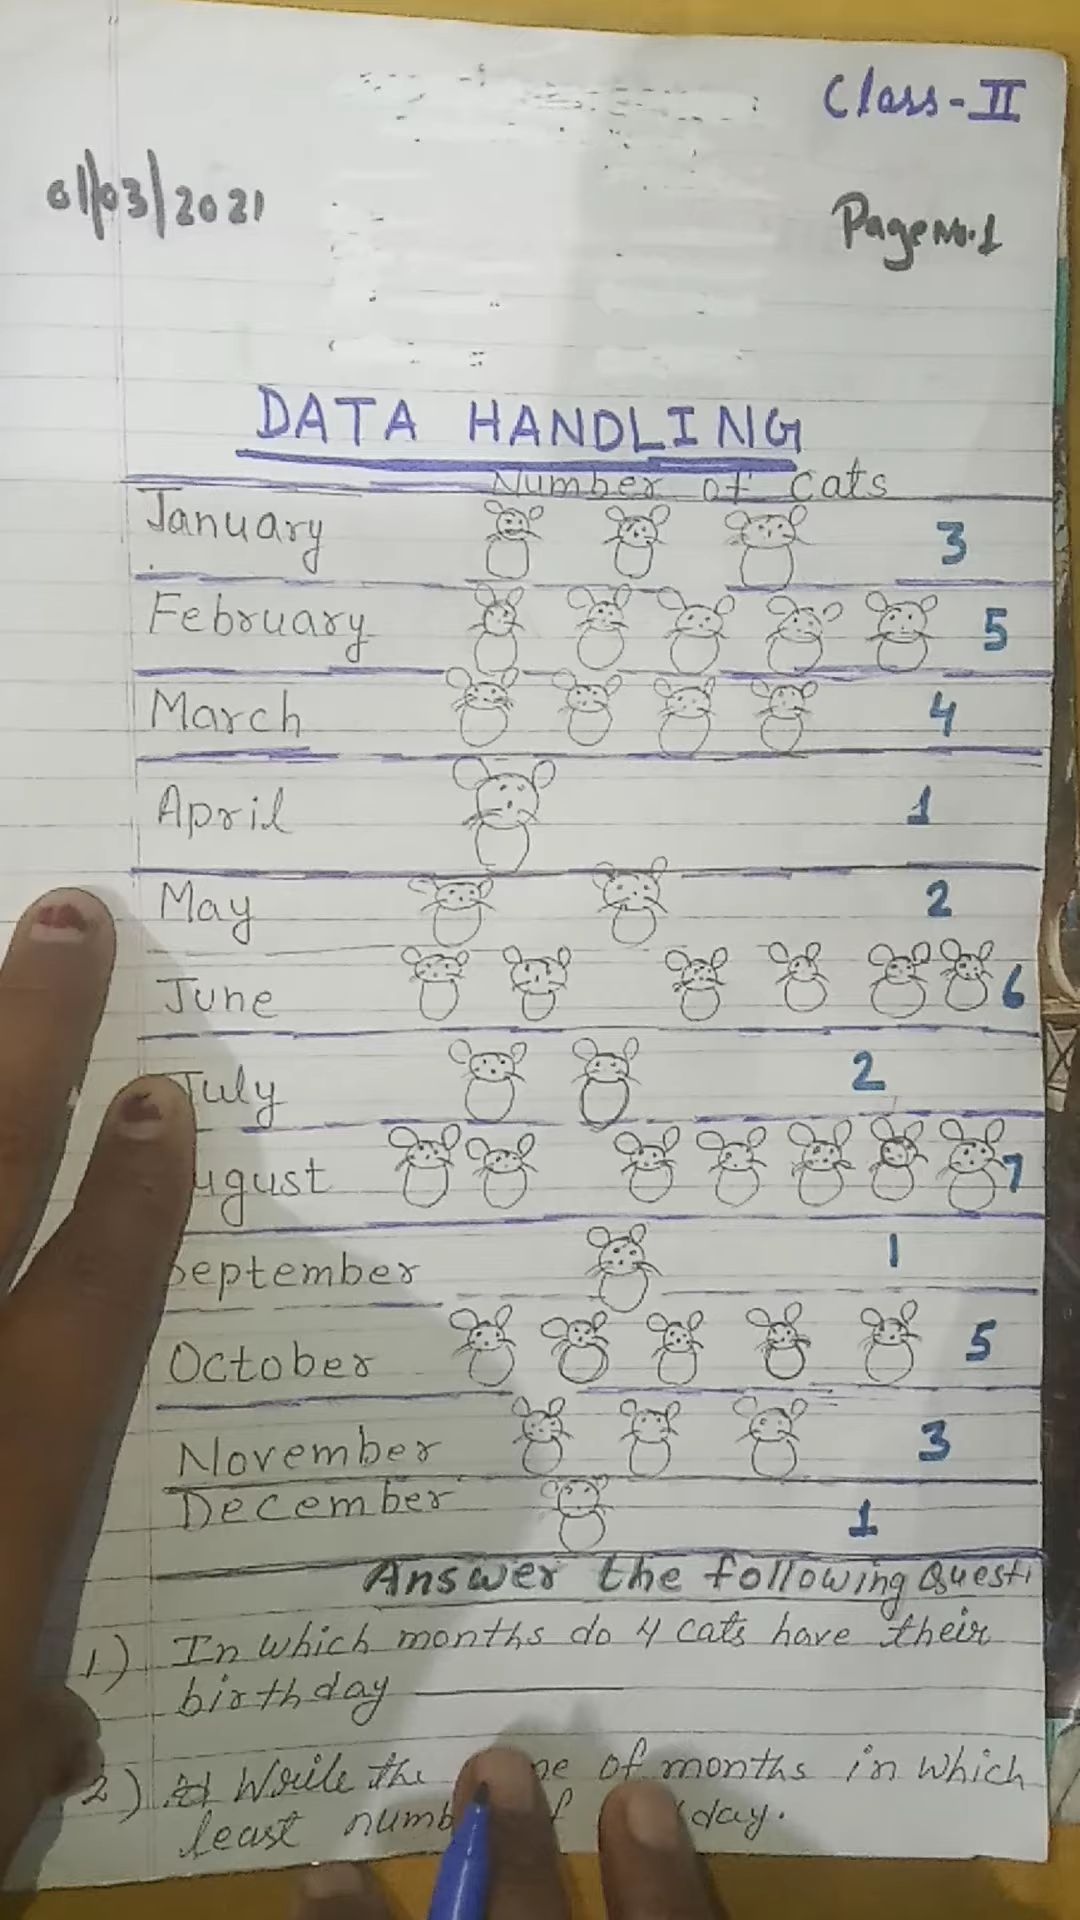 Class-II
01/03/2021
Page No.1
DATA HANDLING
Number of cats
January 3
February 5
March 4
April 1
May 2
June 6
July 2
ugust 7
September 1
October 5
November 3
December 1
Answer the following Questi
1) In which months do 4 cats have their
birthday
2) Write the of months in which
least day.